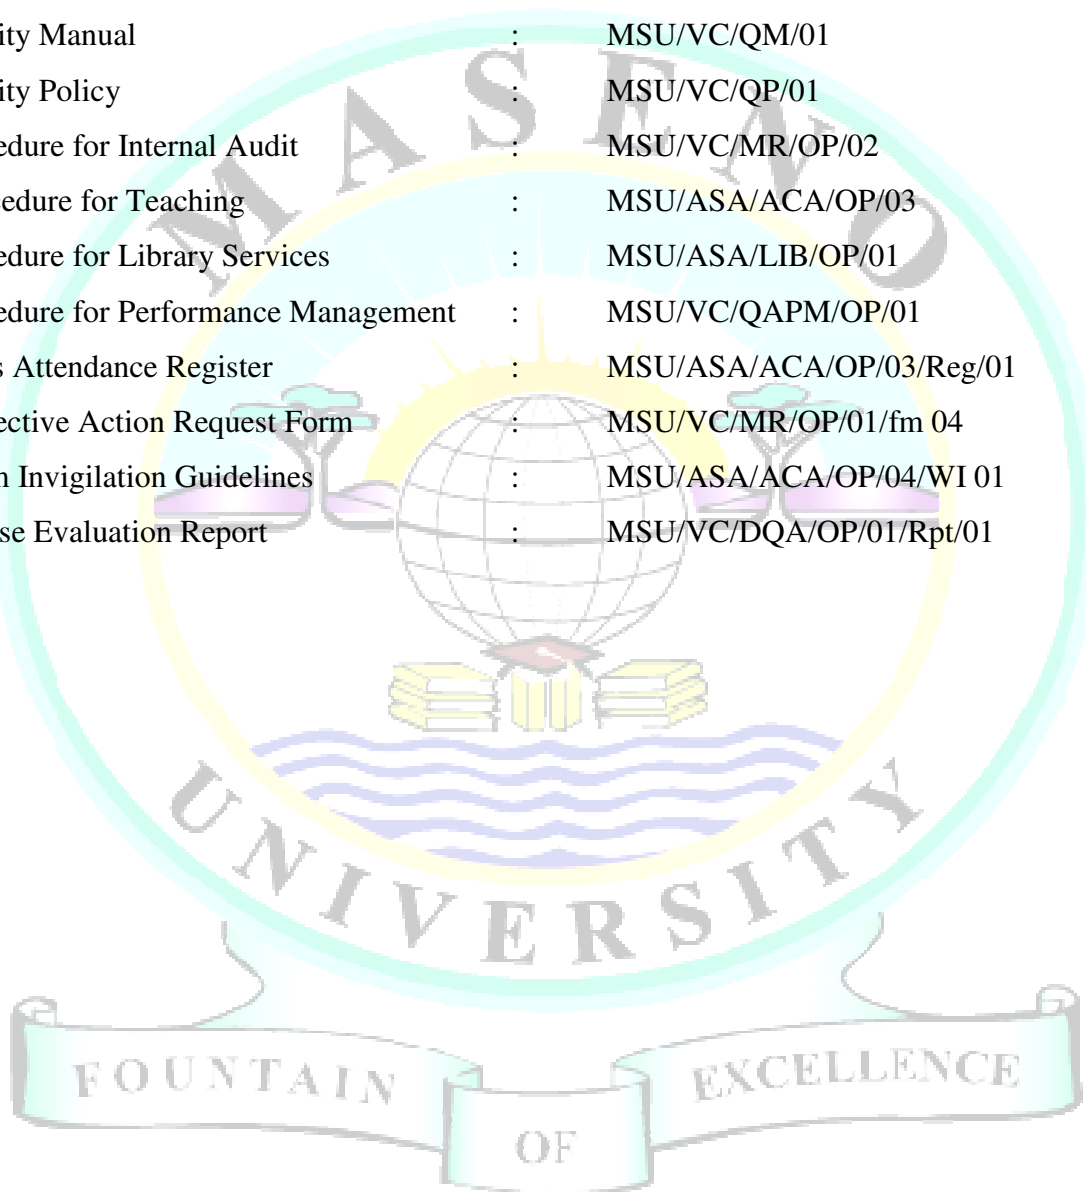 ity Manual : MSU/VC/QM/01
ity Policy : MSU/VC/QP/01
edure for Internal Audit : MSU/VC/MR/OP/02
edure for Teaching : MSU/ASA/ACA/OP/03
edure for Library Services : MSU/ASA/LIB/OP/01
edure for Performance Management : MSU/VC/QAPM/OP/01
s Attendance Register : MSU/ASA/ACA/OP/03/Reg/01
ective Action Request Form : MSU/VC/MR/OP/01/fm 04
n Invigilation Guidelines : MSU/ASA/ACA/OP/04/WI 01
se Evaluation Report : MSU/VC/DQA/OP/01/Rpt/01
MASENO
UNIVERSITY
FOUNTAIN
OF
EXCELLENCE